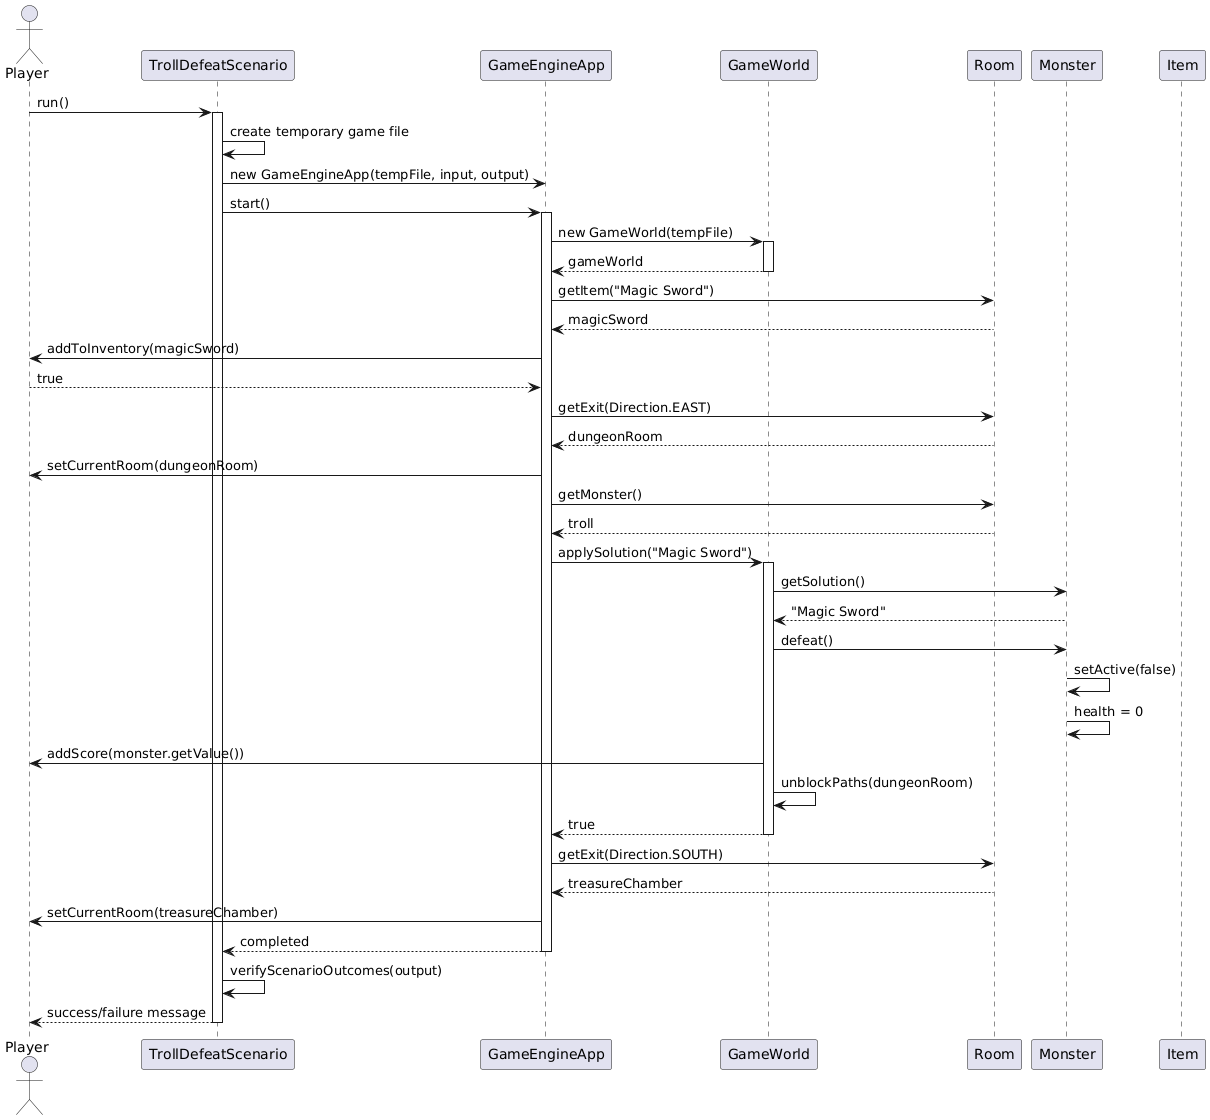 Player
TrollDefeatScenario
GameEngineApp
GameWorld
Room
Monster
Item
run()
create temporary game file
new GameEngineApp(tempFile, input, output)
start()
new GameWorld(tempFile)
gameWorld
getItem("Magic Sword")
magicSword
addToInventory(magicSword)
true
getExit(Direction.EAST)
dungeonRoom
setCurrentRoom(dungeonRoom)
getMonster()
troll
applySolution("Magic Sword")
getSolution()
"Magic Sword"
defeat()
setActive(false)
health = 0
addScore(monster.getValue())
unblockPaths(dungeonRoom)
true
getExit(Direction.SOUTH)
treasureChamber
setCurrentRoom(treasureChamber)
completed
verifyScenarioOutcomes(output)
success/failure message
Player
TrollDefeatScenario
GameEngineApp
GameWorld
Room
Monster
Item